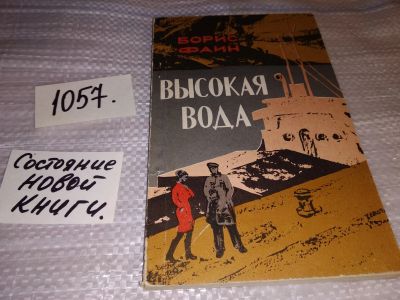 1057.
Состояние
новой
книги.
БОРИС
ФАИН
ВЫСОКАЯ
ВОДА